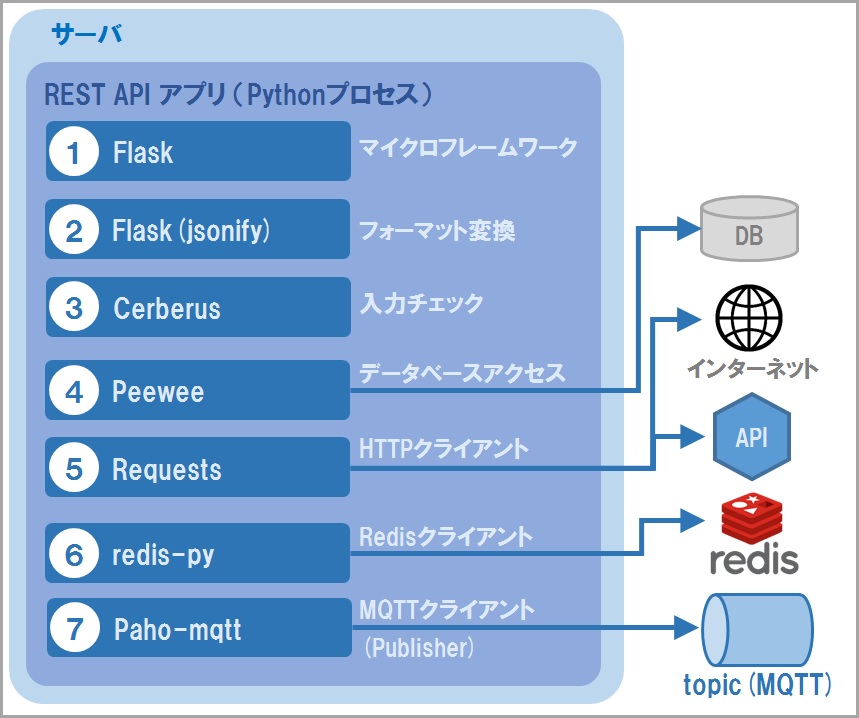 サーバ
REST API アプリ（Pythonプロセス）
1 Flask マイクロフレームワーク
2 Flask（jsonify） フォーマット変換
3 Cerberus 入力チェック
4 Peewee データベースアクセス
5 Requests HTTPクライアント
6 redis-py Redisクライアント
7 Paho-mqtt MQTTクライアント
（Publisher）
DB
インターネット
API
redis
topic（MQTT）